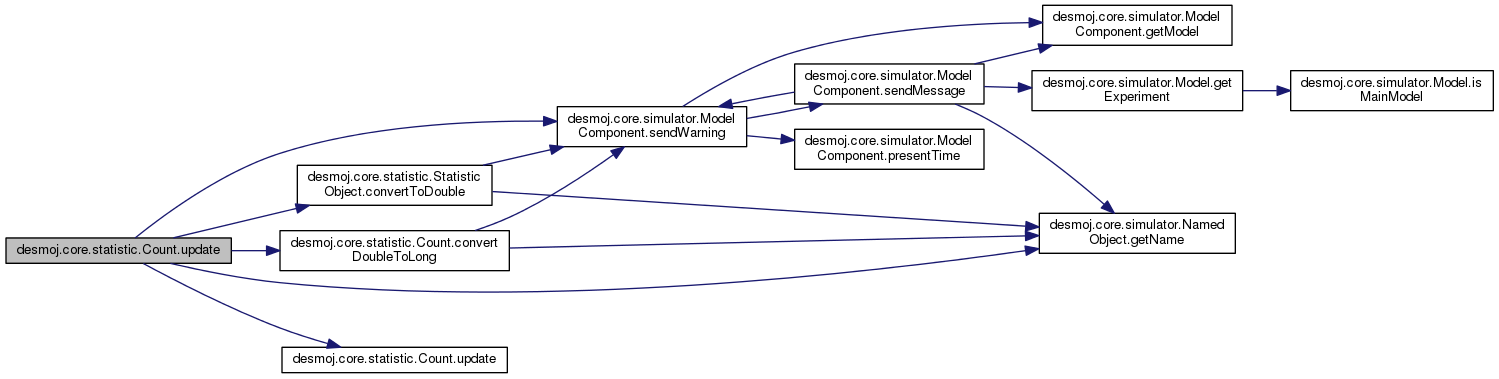 desmoj.core.statistic.Count.update
desmoj.core.statistic.Statistic
Object.convertToDouble
desmoj.core.statistic.Count.convert
DoubleToLong
desmoj.core.statistic.Count.update
desmoj.core.simulator.Model
Component.sendWarning
desmoj.core.simulator.Model
Component.sendMessage
desmoj.core.simulator.Model
Component.presentTime
desmoj.core.simulator.Model
Component.getModel
desmoj.core.simulator.Model.get
Experiment
desmoj.core.simulator.Named
Object.getName
desmoj.core.simulator.Model.is
MainModel